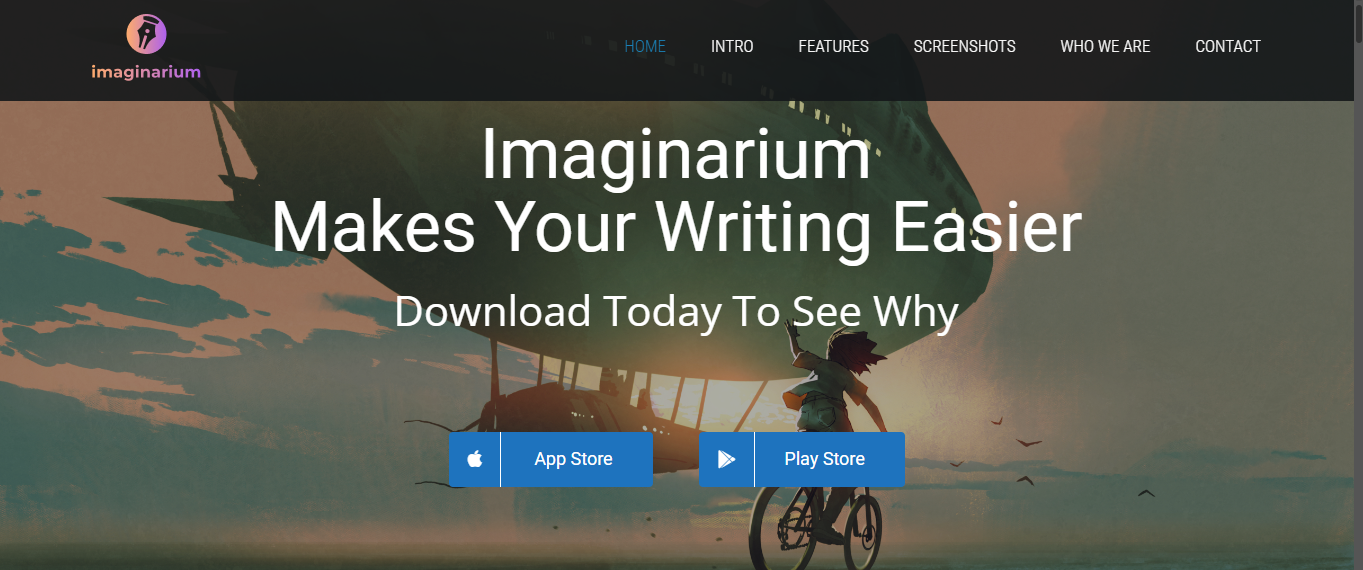 imaginarium
HOME INTRO FEATURES SCREENSHOTS WHO WE ARE CONTACT
Imaginarium
Makes Your Writing Easier
Download Today To See Why
App Store
Play Store